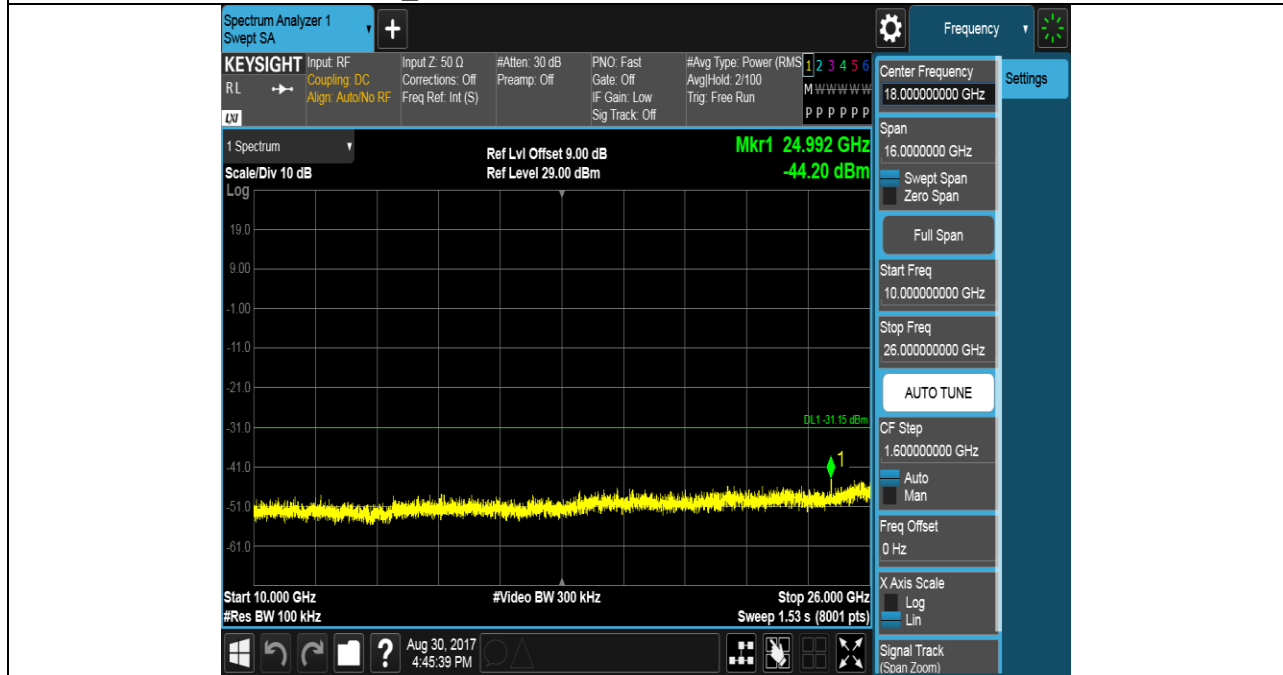 Spectrum Analyzer 1
Swept SA
Frequency
KEYSIGHT
RL
LXI
Input: RF
Coupling: DC
Align: Auto/No RF
Input Z: 50 Ω
Corrections: Off
Freq Ref: Int (S)
#Atten: 30 dB
Preamp: Off
PNO: Fast
Gate: Off
IF Gain: Low
Sig Track: Off
#Avg Type: Power (RMS
Avg|Hold: 2/100
Trig: Free Run
1 2 3 4 5 6
M W W W W W
P P P P P P
1 Spectrum
Scale/Div 10 dB
Ref Lvl Offset 9.00 dB
Ref Level 29.00 dBm
Mkr1 24.992 GHz
-44.20 dBm
Log
19.0
9.00
-1.00
-11.0
-21.0
-31.0
-41.0
-51.0
-61.0
DL1 -31.15 dBm
1
Start 10.000 GHz
#Res BW 100 kHz
#Video BW 300 kHz
Stop 26.000 GHz
Sweep 1.53 s (8001 pts)
?
Aug 30, 2017
4:45:39 PM
Center Frequency
18.000000000 GHz
Span
16.0000000 GHz
Swept Span
Zero Span
Full Span
Start Freq
10.000000000 GHz
Stop Freq
26.000000000 GHz
AUTO TUNE
CF Step
1.600000000 GHz
Auto
Man
Freq Offset
0 Hz
X Axis Scale
Log
Lin
Signal Track
(Span Zoom)
Settings